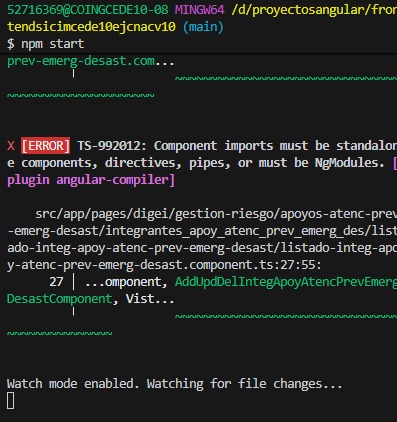 52716369@COINGCEDE10-08 MINGW64 /d/proyectosangular/fron
tendsicimcede10ejcnacv10 (main)
$ npm start
prev-emerg-desast.com...
╵ ~~~~~~~~~~~~~~~~~~~~~~~~~~~~~~~~~
~~~~~~~~~~~~~~~~~~~~~~
X [ERROR] TS-992012: Component imports must be standalon
e components, directives, pipes, or must be NgModules. [
plugin angular-compiler]
src/app/pages/digei/gestion-riesgo/apoyos-atenc-prev
-emerg-desast/integrantes_apoy_atenc_prev_emerg_des/list
ado-integ-apoy-atenc-prev-emerg-desast/listado-integ-apo
y-atenc-prev-emerg-desast.component.ts:27:55:
27 │ ...omponent, AddUpdDelIntegApoyAtencPrevEmerg
DesastComponent, Vist...
╵ ~~~~~~~~~~~~~~~~~~~~~~~~~~~~~~~~~
~~~~~~~~~~~~~~~~
Watch mode enabled. Watching for file changes...